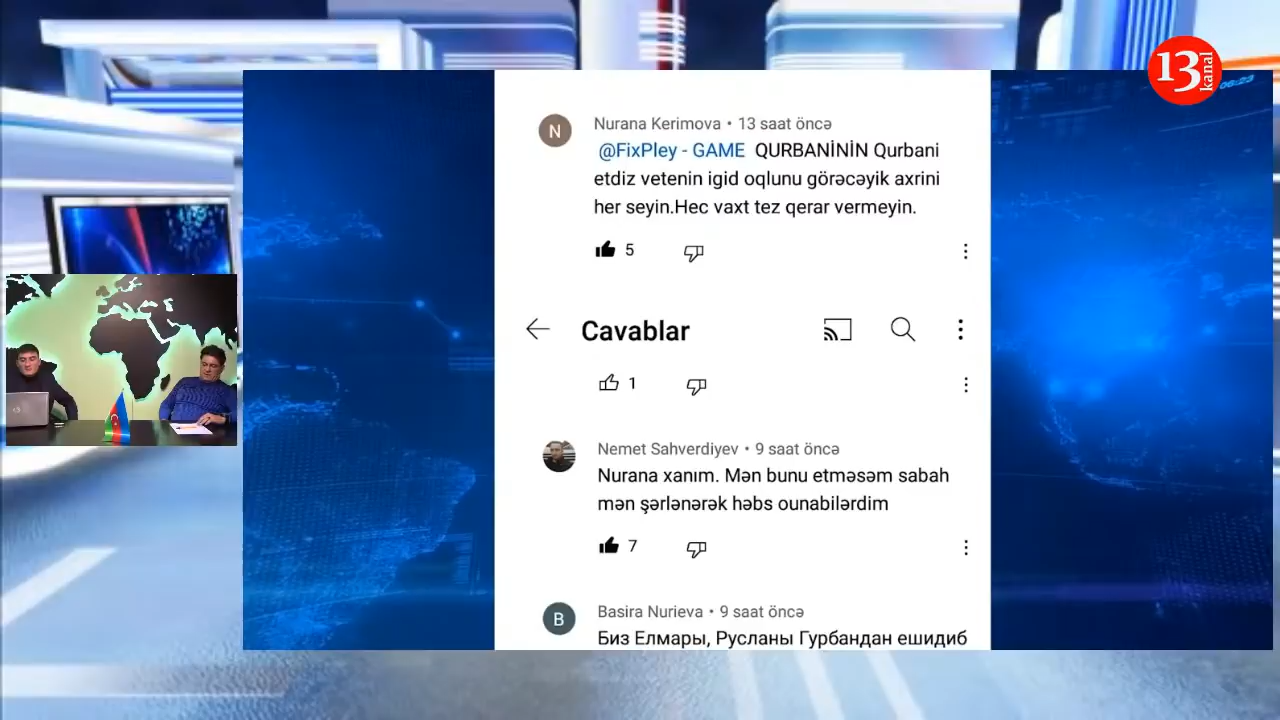 13 kanal
06:23
N
Nurana Kerimova • 13 saat öncə
@FixPley - GAME QURBANİNİN Qurbani
etdiz vetenin igid oqlunu görəcəyik axrini
her seyin.Hec vaxt tez qerar vermeyin.
5
Cavablar
1
Nemet Sahverdiyev • 9 saat öncə
Nurana xanım. Mən bunu etməsəm sabah
mən şərlənərək həbs ounabilərdim
7
B
Basira Nurieva • 9 saat öncə
Биз Елмары, Русланы Гурбандан ешидиб